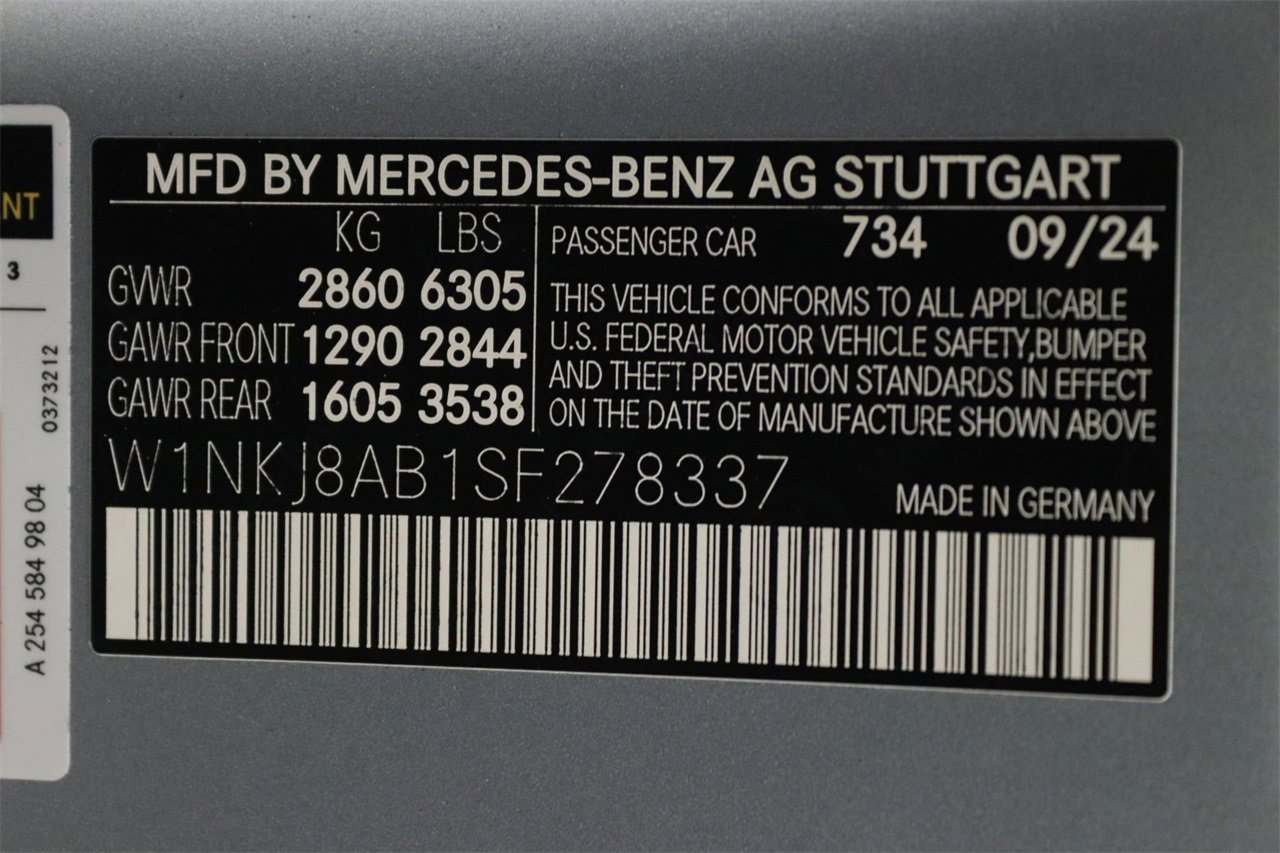 MFD BY MERCEDES-BENZ AG STUTTGART
KG LBS
GVWR 2860 6305
GAWR FRONT 1290 2844
GAWR REAR 1605 3538
PASSENGER CAR 734 09/24
THIS VEHICLE CONFORMS TO ALL APPLICABLE
U.S. FEDERAL MOTOR VEHICLE SAFETY,BUMPER
AND THEFT PREVENTION STANDARDS IN EFFECT
ON THE DATE OF MANUFACTURE SHOWN ABOVE
W1NKJ8AB1SF278337
MADE IN GERMANY
NT
3
0373212
A 254 584 98 04